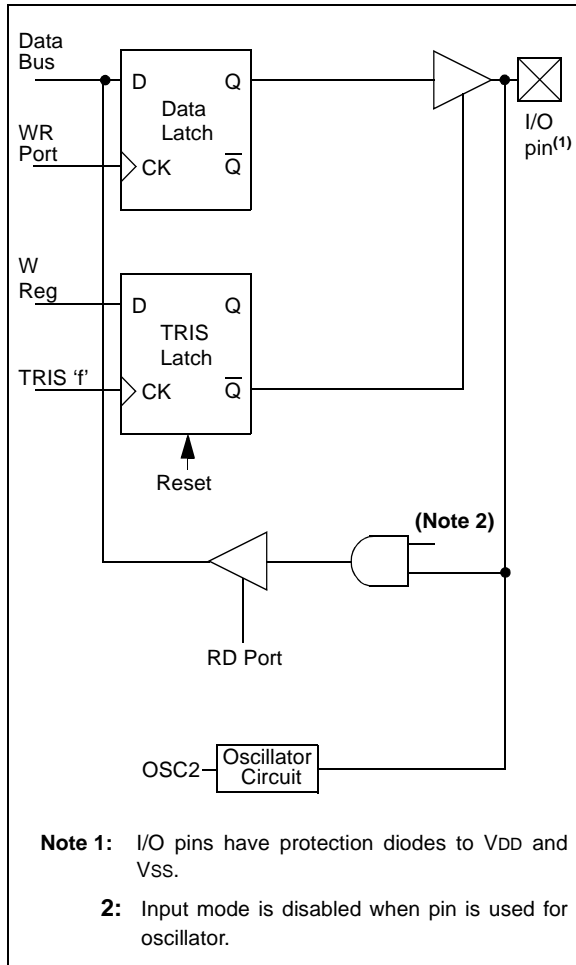 Data
Bus
D Q
Data
Latch
WR
Port
CK Q̅
I/O
pin(1)
W
Reg
D Q
TRIS
Latch
TRIS ‘f’
CK Q̅
Reset
(Note 2)
RD Port
OSC2
Oscillator
Circuit
Note 1: I/O pins have protection diodes to VDD and
VSS.
2: Input mode is disabled when pin is used for
oscillator.